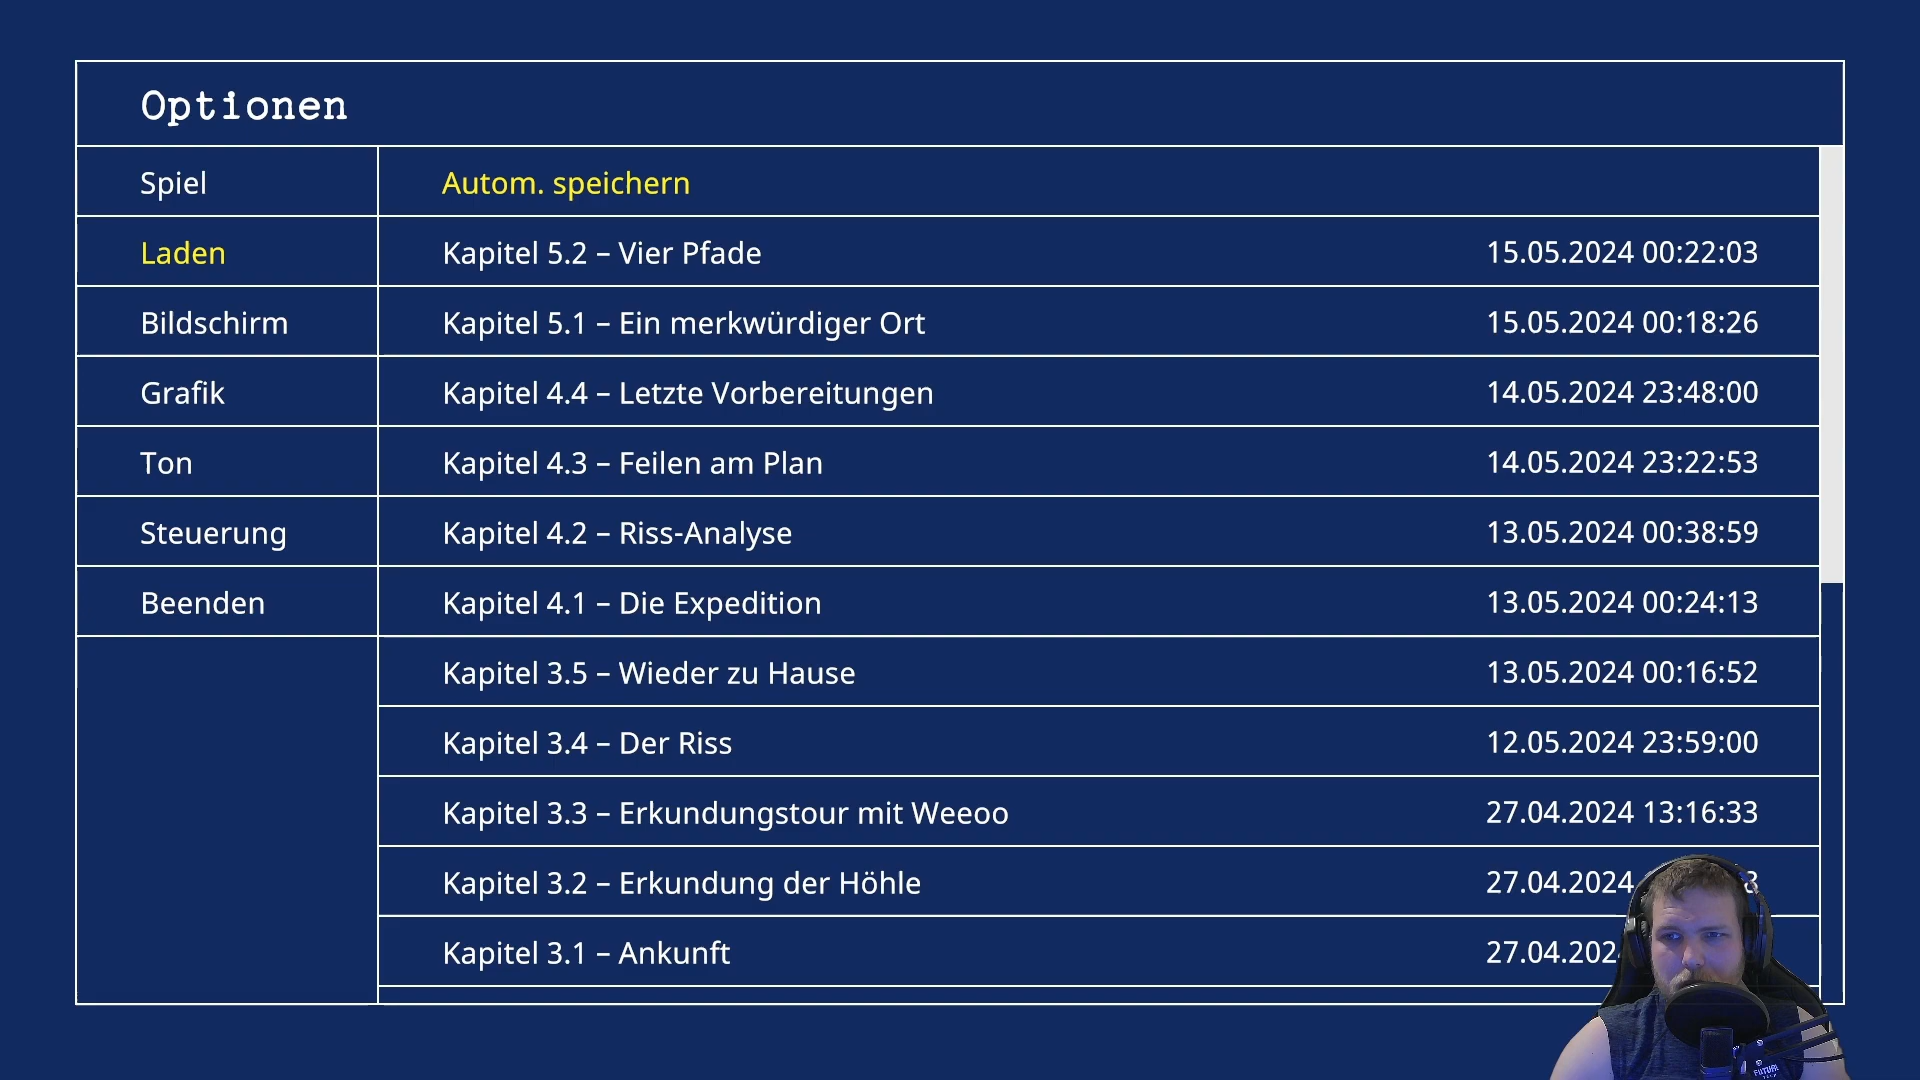 Optionen
Spiel
Autom. speichern
Laden
Kapitel 5.2 – Vier Pfade 15.05.2024 00:22:03
Bildschirm
Kapitel 5.1 – Ein merkwürdiger Ort 15.05.2024 00:18:26
Grafik
Kapitel 4.4 – Letzte Vorbereitungen 14.05.2024 23:48:00
Ton
Kapitel 4.3 – Feilen am Plan 14.05.2024 23:22:53
Steuerung
Kapitel 4.2 – Riss-Analyse 13.05.2024 00:38:59
Beenden
Kapitel 4.1 – Die Expedition 13.05.2024 00:24:13
Kapitel 3.5 – Wieder zu Hause 13.05.2024 00:16:52
Kapitel 3.4 – Der Riss 12.05.2024 23:59:00
Kapitel 3.3 – Erkundungstour mit Weeoo 27.04.2024 13:16:33
Kapitel 3.2 – Erkundung der Höhle 27.04.2024
Kapitel 3.1 – Ankunft 27.04.202
FUTURE